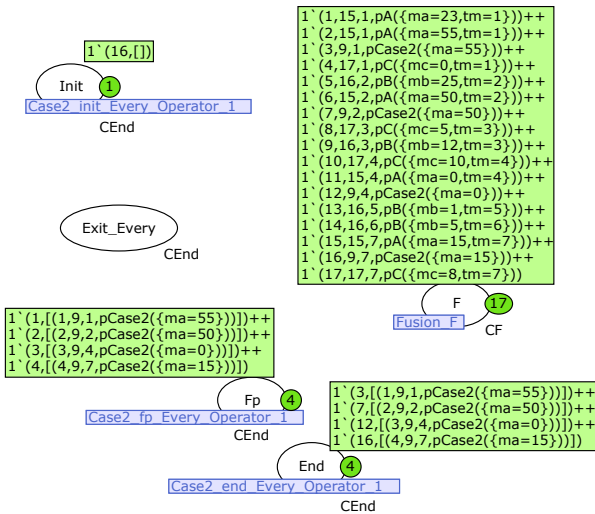 1`(16,[])
Init
1
Case2_init_Every_Operator_1
CEnd
1`(1,15,1,pA({ma=23,tm=1}))++
1`(2,15,1,pA({ma=55,tm=1}))++
1`(3,9,1,pCase2({ma=55}))++
1`(4,17,1,pC({mc=0,tm=1}))++
1`(5,16,2,pB({mb=25,tm=2}))++
1`(6,15,2,pA({ma=50,tm=2}))++
1`(7,9,2,pCase2({ma=50}))++
1`(8,17,3,pC({mc=5,tm=3}))++
1`(9,16,3,pB({mb=12,tm=3}))++
1`(10,17,4,pC({mc=10,tm=4}))++
1`(11,15,4,pA({ma=0,tm=4}))++
1`(12,9,4,pCase2({ma=0}))++
1`(13,16,5,pB({mb=1,tm=5}))++
1`(14,16,6,pB({mb=5,tm=6}))++
1`(15,15,7,pA({ma=15,tm=7}))++
1`(16,9,7,pCase2({ma=15}))++
1`(17,17,7,pC({mc=8,tm=7}))
F
17
Fusion_F
CF
Exit_Every
CEnd
1`(1,[(1,9,1,pCase2({ma=55}))])++
1`(2,[(2,9,2,pCase2({ma=50}))])++
1`(3,[(3,9,4,pCase2({ma=0}))])++
1`(4,[(4,9,7,pCase2({ma=15}))])
Fp
4
Case2_fp_Every_Operator_1
CEnd
1`(3,[(1,9,1,pCase2({ma=55}))])++
1`(7,[(2,9,2,pCase2({ma=50}))])++
1`(12,[(3,9,4,pCase2({ma=0}))])++
1`(16,[(4,9,7,pCase2({ma=15}))])
End
4
Case2_end_Every_Operator_1
CEnd